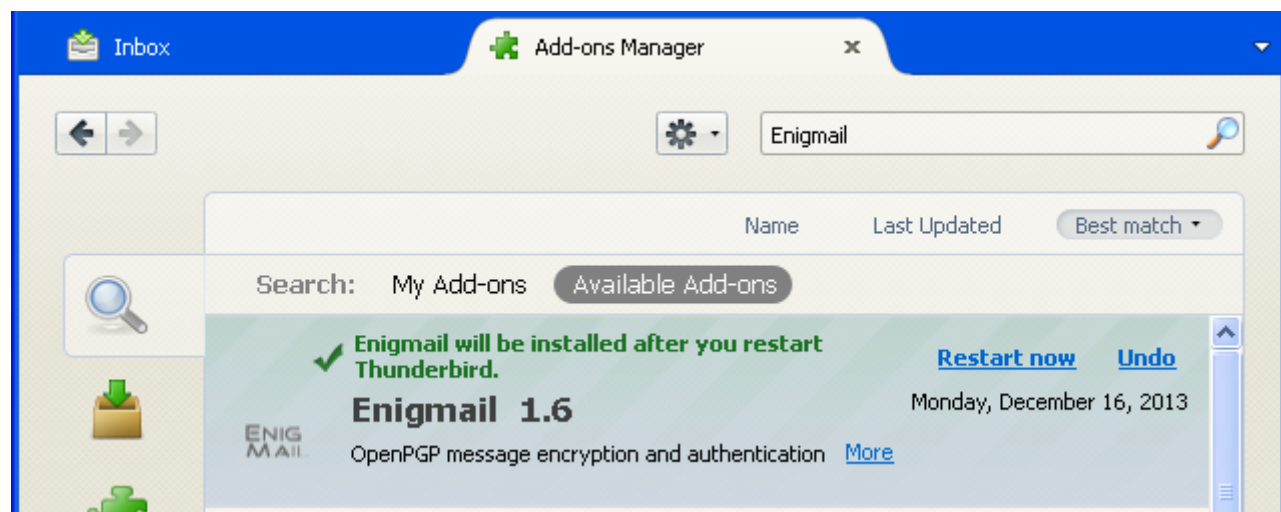 Inbox
Add-ons Manager
Enigmail
Name Last Updated Best match
Search: My Add-ons Available Add-ons
Enigmail will be installed after you restart
Thunderbird.
Restart now Undo
Enigmail 1.6
Monday, December 16, 2013
ENIG
MAIL
OpenPGP message encryption and authentication More